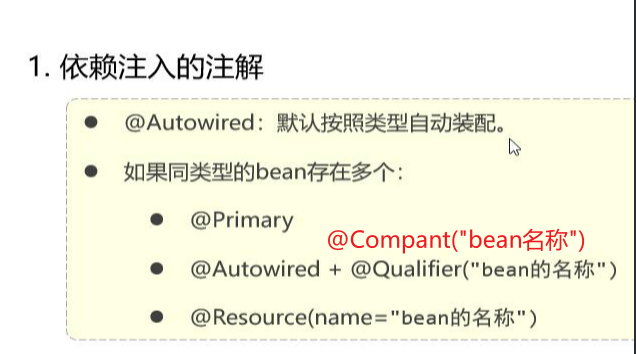 1. 依赖注入的注解
@Autowired：默认按照类型自动装配。
如果同类型的bean存在多个：
@Primary
@Compant("bean名称")
@Autowired + @Qualifier("bean的名称")
@Resource(name="bean的名称")